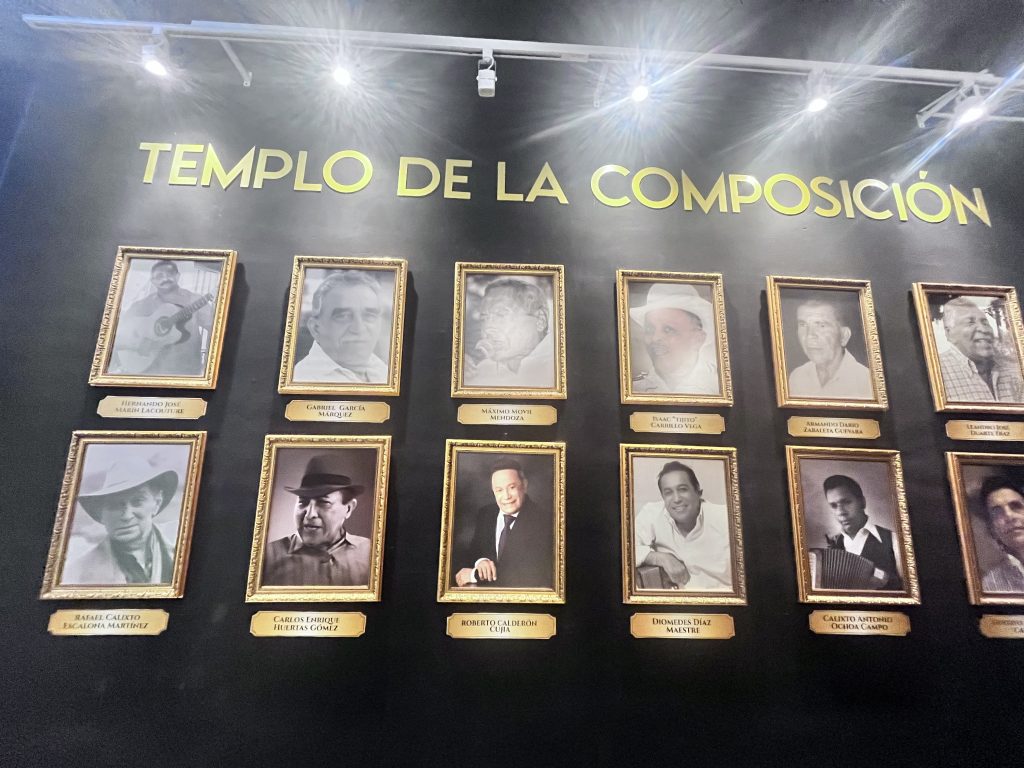 TEMPLO DE LA COMPOSICIÓN
HERNANDO JOSÉ
MARÍN LACOUTURE
GABRIEL GARCÍA
MÁRQUEZ
MÁXIMO MOVIL
MENDOZA
ISAAC "TIJITO"
CARRILLO VEGA
ARMANDO DARIO
ZABALETA GUEVARA
LEANDRO JOSÉ
DUARTE DÍAZ
RAFAEL CALIXTO
ESCALONA MARTÍNEZ
CARLOS ENRIQUE
HUERTAS GÓMEZ
ROBERTO CALDERÓN
CUJIA
DIOMEDES DÍAZ
MAESTRE
CALIXTO ANTONIO
OCHOA CAMPO